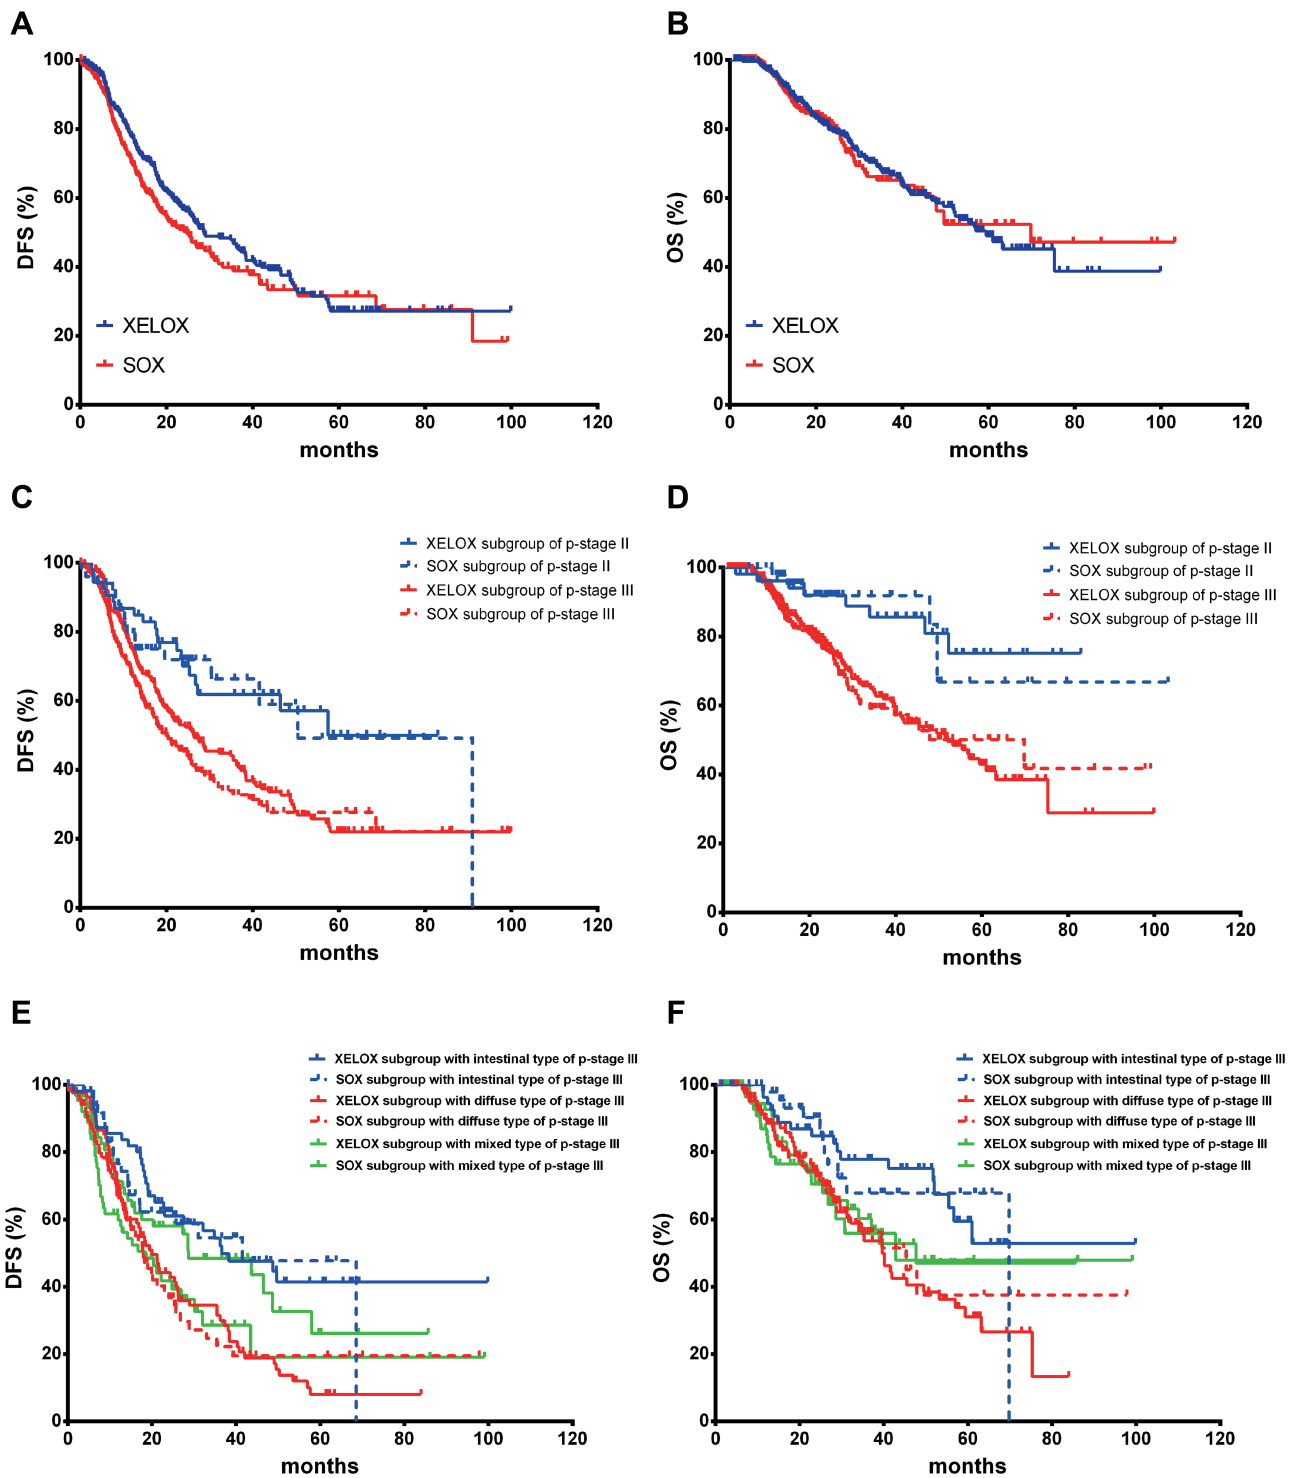 A
100
80
60
40
20
0
DFS (%)
XELOX
SOX
0 20 40 60 80 100 120
months
B
100
80
60
40
20
0
OS (%)
XELOX
SOX
0 20 40 60 80 100 120
months
C
XELOX subgroup of p-stage II
SOX subgroup of p-stage II
XELOX subgroup of p-stage III
SOX subgroup of p-stage III
100
80
60
40
20
0
DFS (%)
0 20 40 60 80 100 120
months
D
XELOX subgroup of p-stage II
SOX subgroup of p-stage II
XELOX subgroup of p-stage III
SOX subgroup of p-stage III
100
80
60
40
20
0
OS (%)
0 20 40 60 80 100 120
months
E
XELOX subgroup with intestinal type of p-stage III
SOX subgroup with intestinal type of p-stage III
XELOX subgroup with diffuse type of p-stage III
SOX subgroup with diffuse type of p-stage III
XELOX subgroup with mixed type of p-stage III
SOX subgroup with mixed type of p-stage III
100
80
60
40
20
0
DFS (%)
0 20 40 60 80 100 120
months
F
XELOX subgroup with intestinal type of p-stage III
SOX subgroup with intestinal type of p-stage III
XELOX subgroup with diffuse type of p-stage III
SOX subgroup with diffuse type of p-stage III
XELOX subgroup with mixed type of p-stage III
SOX subgroup with mixed type of p-stage III
100
80
60
40
20
0
OS (%)
0 20 40 60 80 100 120
months